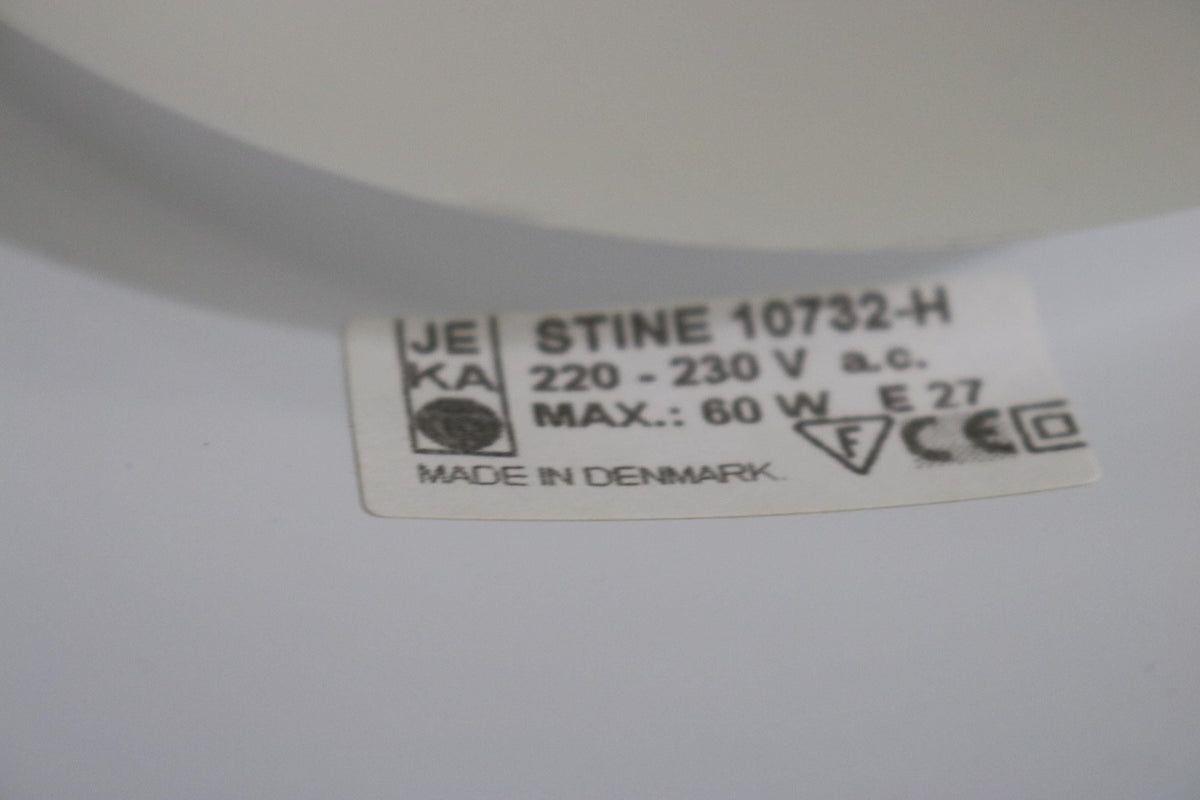 JE
KA
STINE 10732-H
220 - 230 V a.c.
MAX.: 60 W E 27
F CE
MADE IN DENMARK.